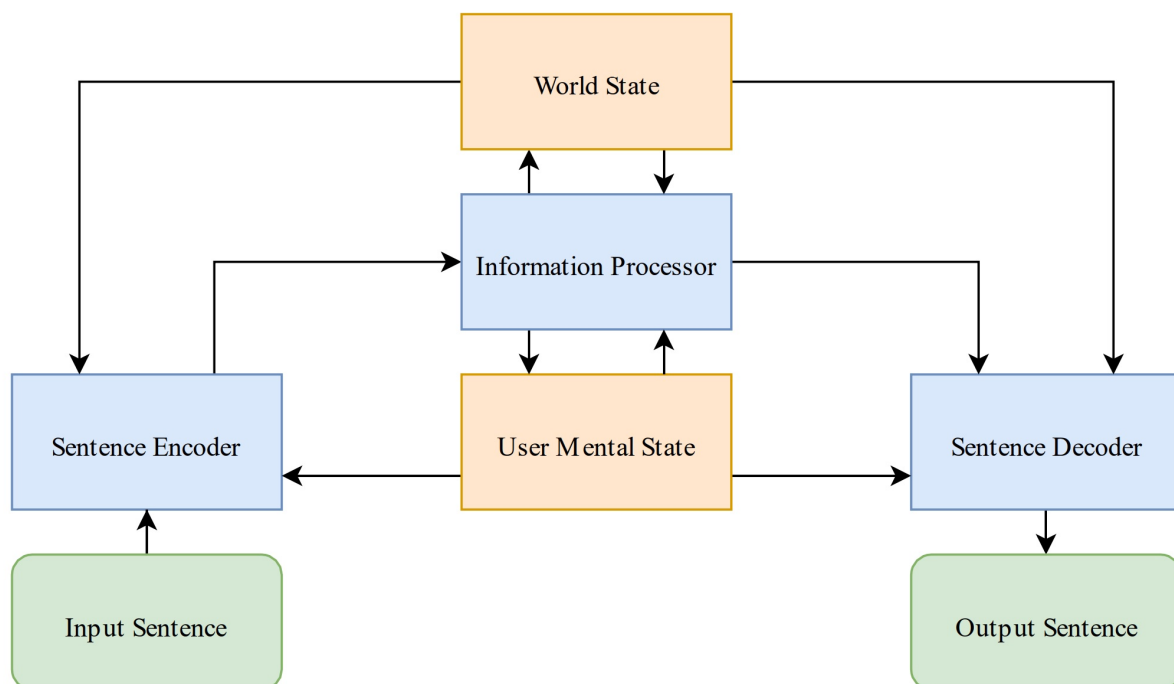 World State
Information Processor
Sentence Encoder
User Mental State
Sentence Decoder
Input Sentence
Output Sentence